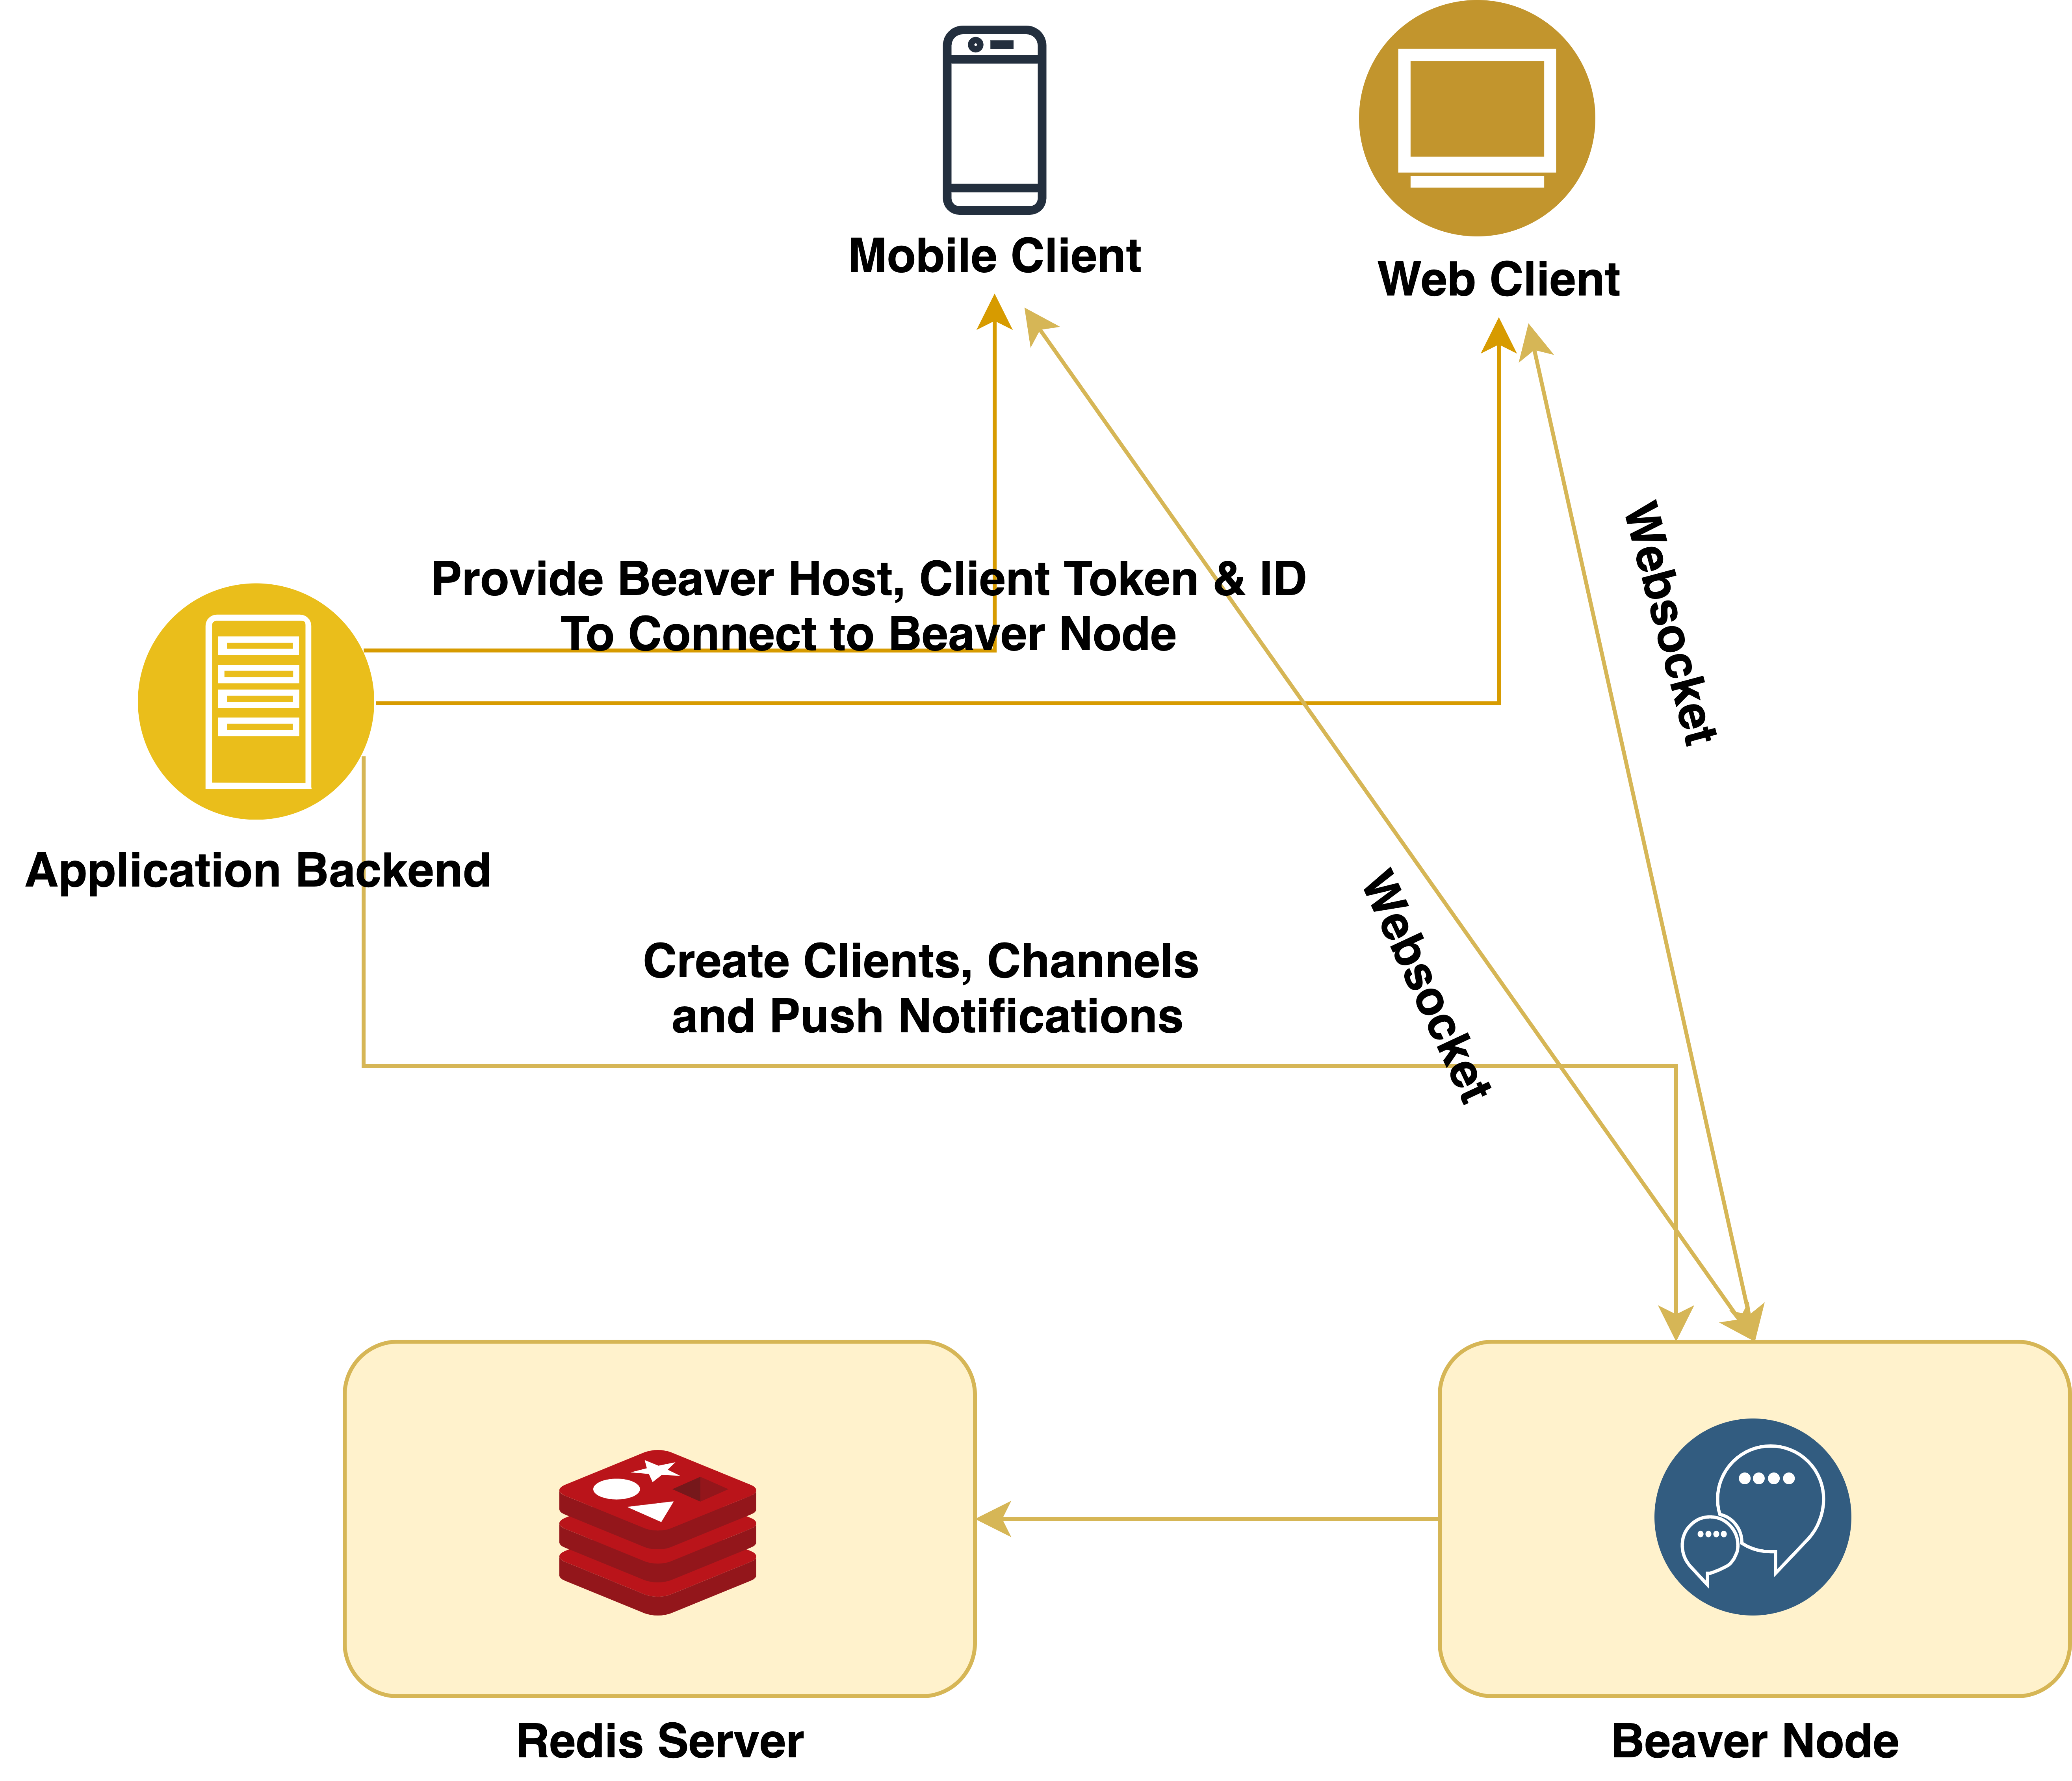 Mobile Client
Web Client
Provide Beaver Host, Client Token & ID
To Connect to Beaver Node
Websocket
Application Backend
Create Clients, Channels
and Push Notifications
Websocket
Redis Server
Beaver Node